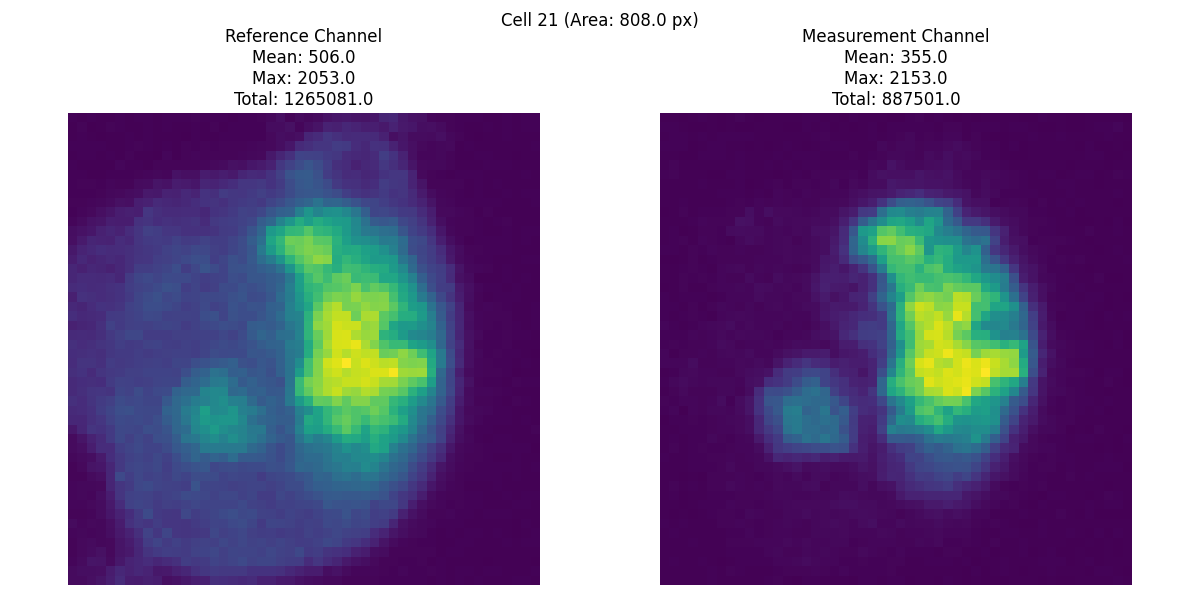 Cell 21 (Area: 808.0 px)
Reference Channel
Mean: 506.0
Max: 2053.0
Total: 1265081.0
Measurement Channel
Mean: 355.0
Max: 2153.0
Total: 887501.0